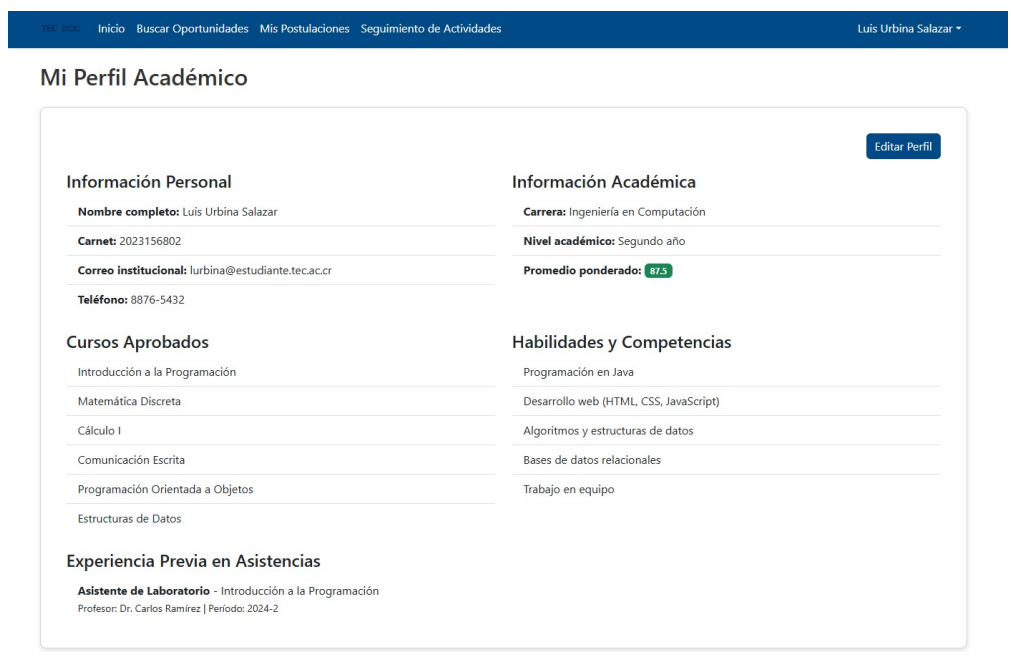 TEC
Inicio Buscar Oportunidades Mis Postulaciones Seguimiento de Actividades Luis Urbina Salazar
Mi Perfil Académico
Editar Perfil
Información Personal
Nombre completo: Luis Urbina Salazar
Carnet: 2023156802
Correo institucional: lurbina@estudiante.tec.ac.cr
Teléfono: 8876-5432
Información Académica
Carrera: Ingeniería en Computación
Nivel académico: Segundo año
Promedio ponderado: 87.5
Cursos Aprobados
Introducción a la Programación
Matemática Discreta
Cálculo I
Comunicación Escrita
Programación Orientada a Objetos
Estructuras de Datos
Habilidades y Competencias
Programación en Java
Desarrollo web (HTML, CSS, JavaScript)
Algoritmos y estructuras de datos
Bases de datos relacionales
Trabajo en equipo
Experiencia Previa en Asistencias
Asistente de Laboratorio - Introducción a la Programación
Profesor: Dr. Carlos Ramírez | Período: 2024-2